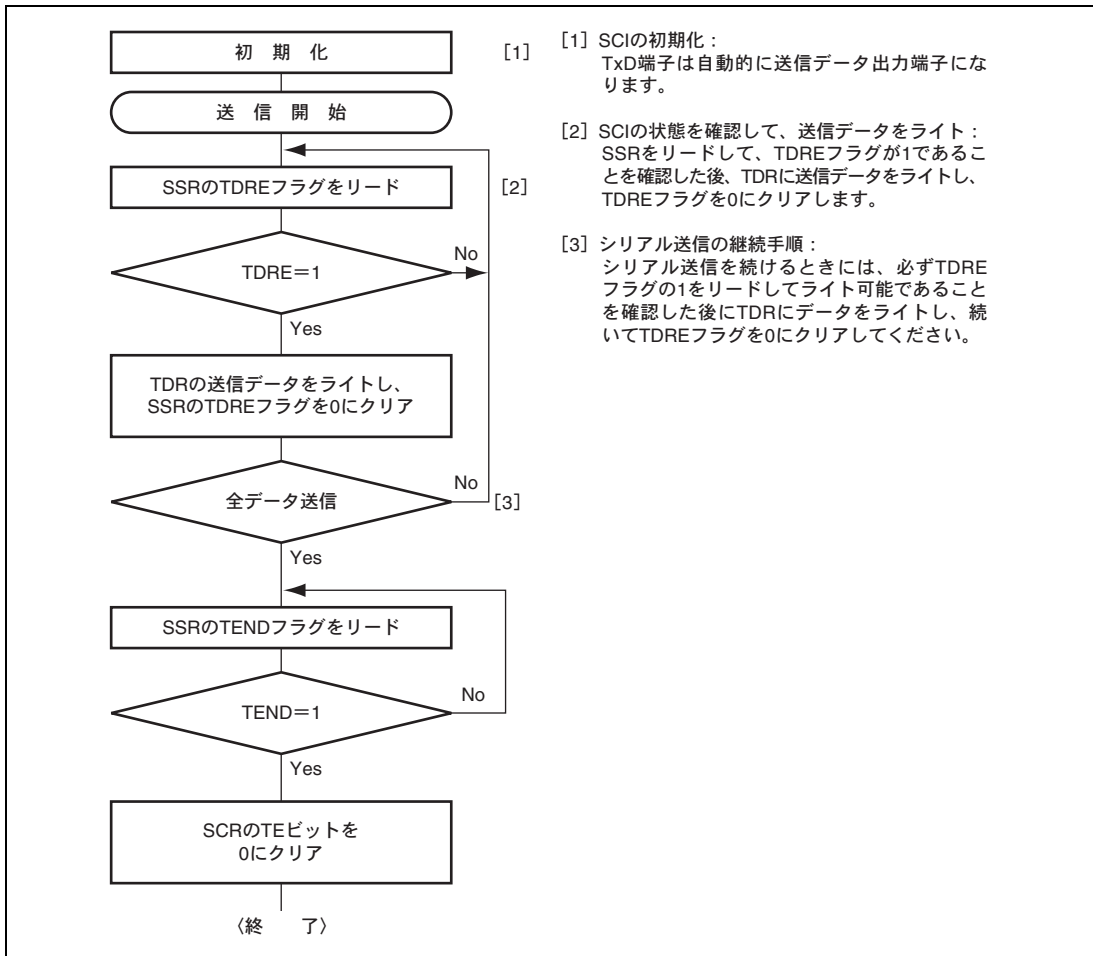 初 期 化
[1]
送 信 開 始
SSRのTDREフラグをリード
[2]
TDRE=1
No
Yes
TDRの送信データをライトし、
SSRのTDREフラグを0にクリア
全データ送信
No
[3]
Yes
SSRのTENDフラグをリード
TEND=1
No
Yes
SCRのTEビットを
0にクリア
〈終 了〉
[1] SCIの初期化:
TxD端子は自動的に送信データ出力端子にな
ります。
[2] SCIの状態を確認して、送信データをライト:
SSRをリードして、TDREフラグが1であるこ
とを確認した後、TDRに送信データをライトし、
TDREフラグを0にクリアします。
[3] シリアル送信の継続手順:
シリアル送信を続けるときには、必ずTDRE
フラグの1をリードしてライト可能であること
を確認した後にTDRにデータをライトし、続
いてTDREフラグを0にクリアしてください。